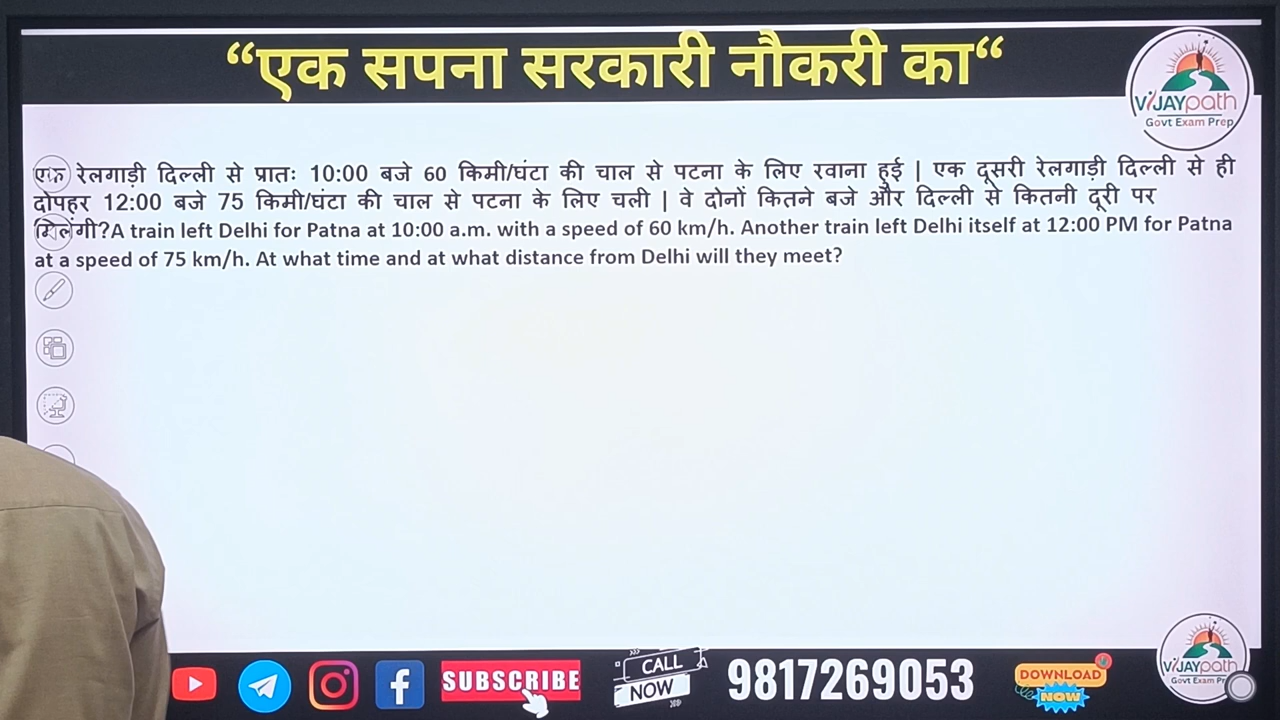 “एक सपना सरकारी नौकरी का“
ViJAYpath
Govt Exam Prep
एक रेलगाड़ी दिल्ली से प्रातः 10:00 बजे 60 किमी/घंटा की चाल से पटना के लिए रवाना हुई | एक दूसरी रेलगाड़ी दिल्ली से ही
दोपहर 12:00 बजे 75 किमी/घंटा की चाल से पटना के लिए चली | वे दोनों कितने बजे और दिल्ली से कितनी दूरी पर
मिलेंगी?A train left Delhi for Patna at 10:00 a.m. with a speed of 60 km/h. Another train left Delhi itself at 12:00 PM for Patna
at a speed of 75 km/h. At what time and at what distance from Delhi will they meet?
SUBSCRIBE
CALL
NOW
9817269053
DOWNLOAD
NOW
ViJAYpath
Govt Exam